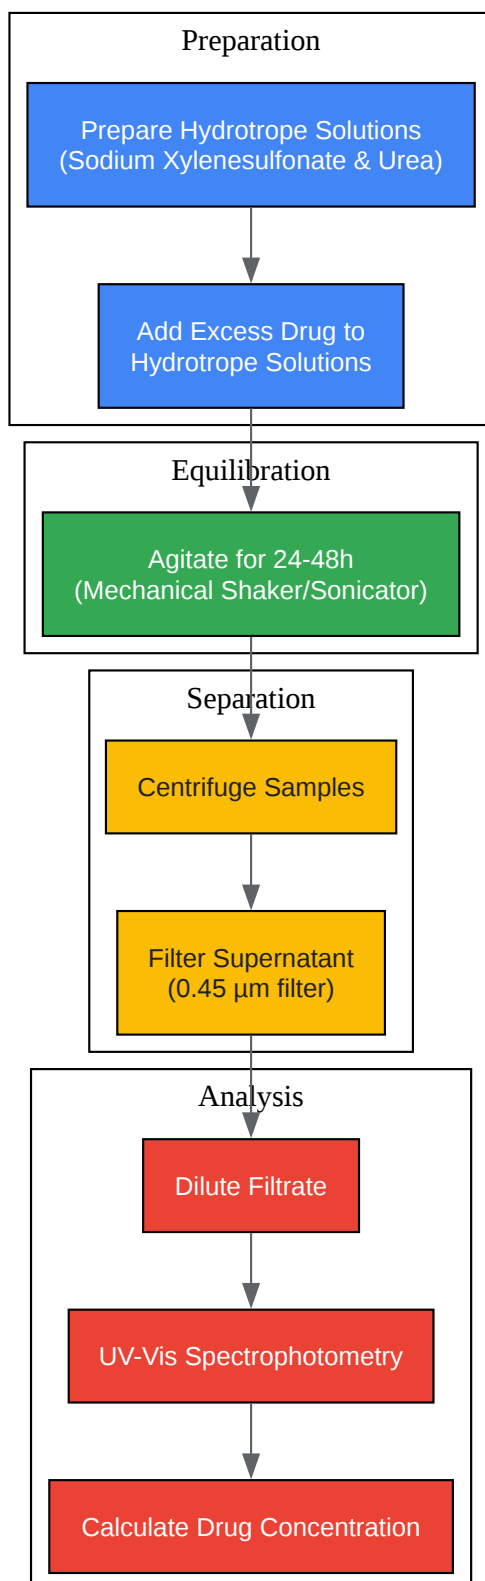 Preparation
Prepare Hydrotrope Solutions
(Sodium Xylenesulfonate & Urea)
Add Excess Drug to
Hydrotrope Solutions
Equilibration
Agitate for 24-48h
(Mechanical Shaker/Sonicator)
Separation
Centrifuge Samples
Filter Supernatant
(0.45 µm filter)
Analysis
Dilute Filtrate
UV-Vis Spectrophotometry
Calculate Drug Concentration